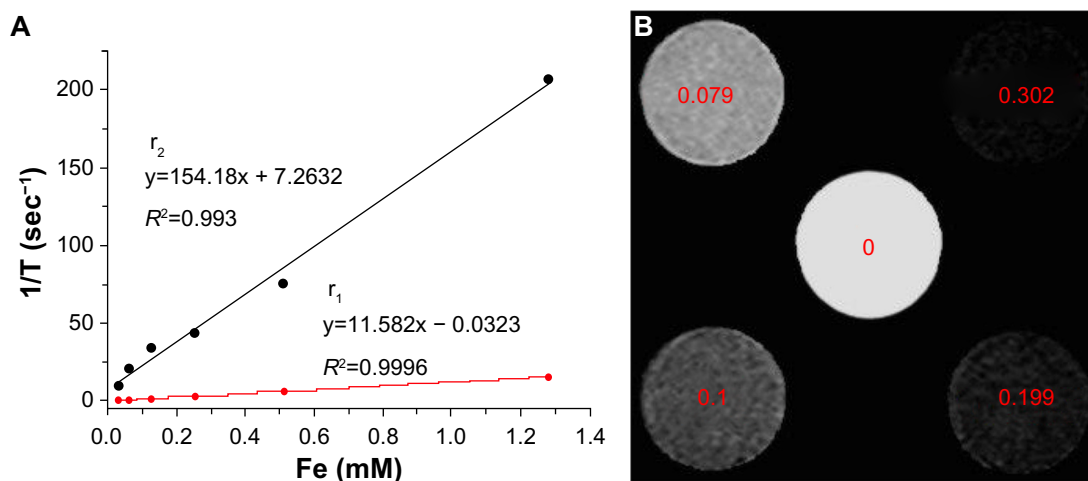 A
1/T (sec⁻¹)
200
150
100
50
0
r₂
y=154.18x + 7.2632
R²=0.993
r₁
y=11.582x − 0.0323
R²=0.9996
0.0 0.2 0.4 0.6 0.8 1.0 1.2 1.4
Fe (mM)
B
0.079
0.302
0
0.1
0.199